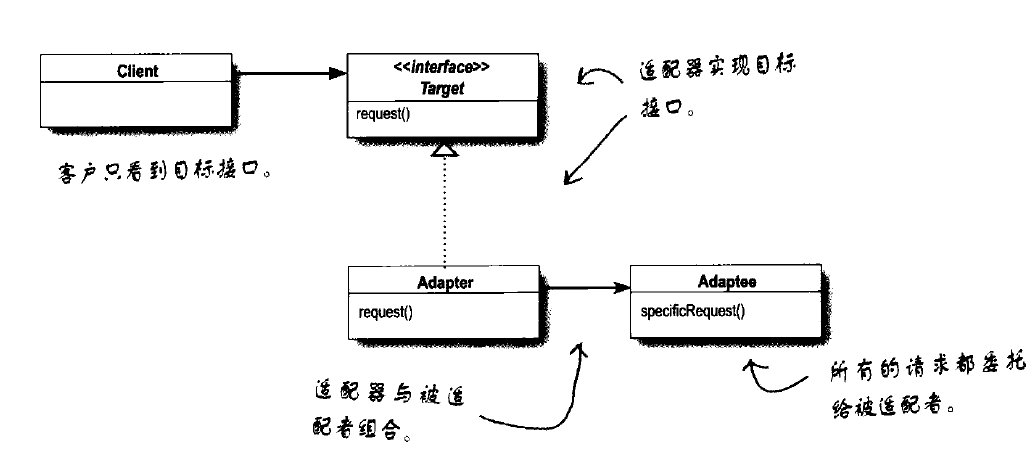 Client
<<interface>>
Target
request()
适配器实现目标
接口。
客户只看到目标接口。
Adapter
request()
Adaptee
specificRequest()
适配器与被适
配者组合。
所有的请求都委托
给被适配者。